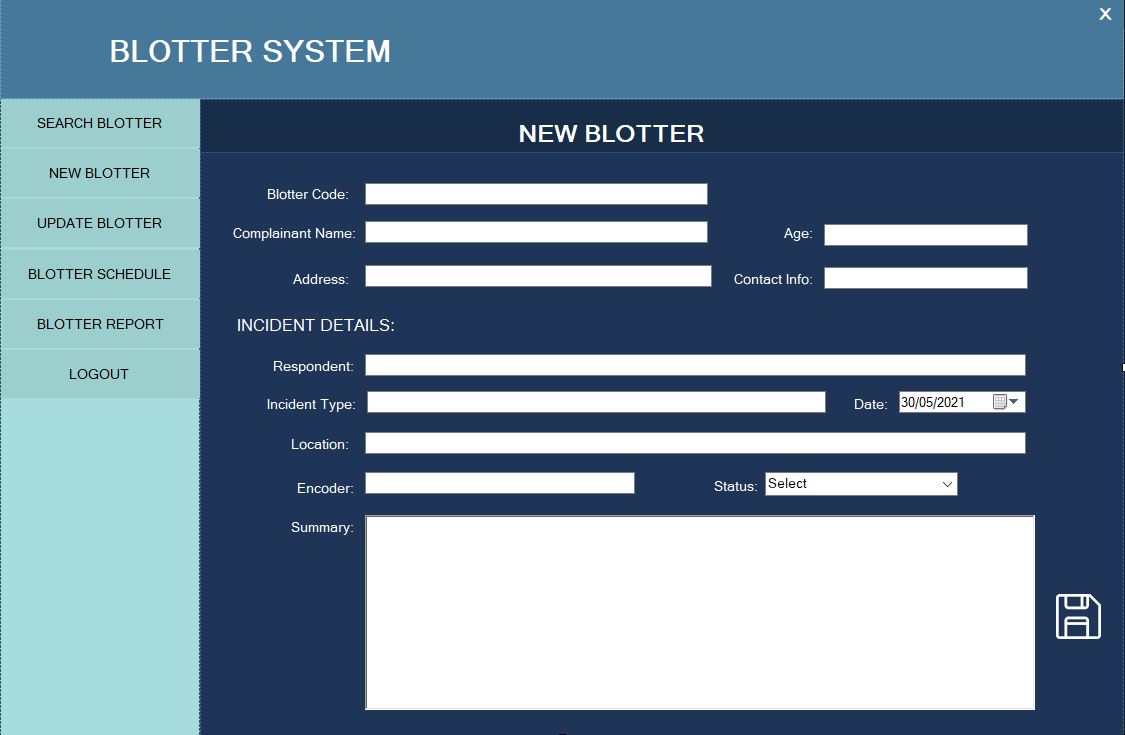 X
BLOTTER SYSTEM
SEARCH BLOTTER
NEW BLOTTER
UPDATE BLOTTER
BLOTTER SCHEDULE
BLOTTER REPORT
LOGOUT
NEW BLOTTER
Blotter Code:
Complainant Name:
Age:
Address:
Contact Info:
INCIDENT DETAILS:
Respondent:
Incident Type:
Date: 30/05/2021
Location:
Encoder:
Status: Select
Summary: